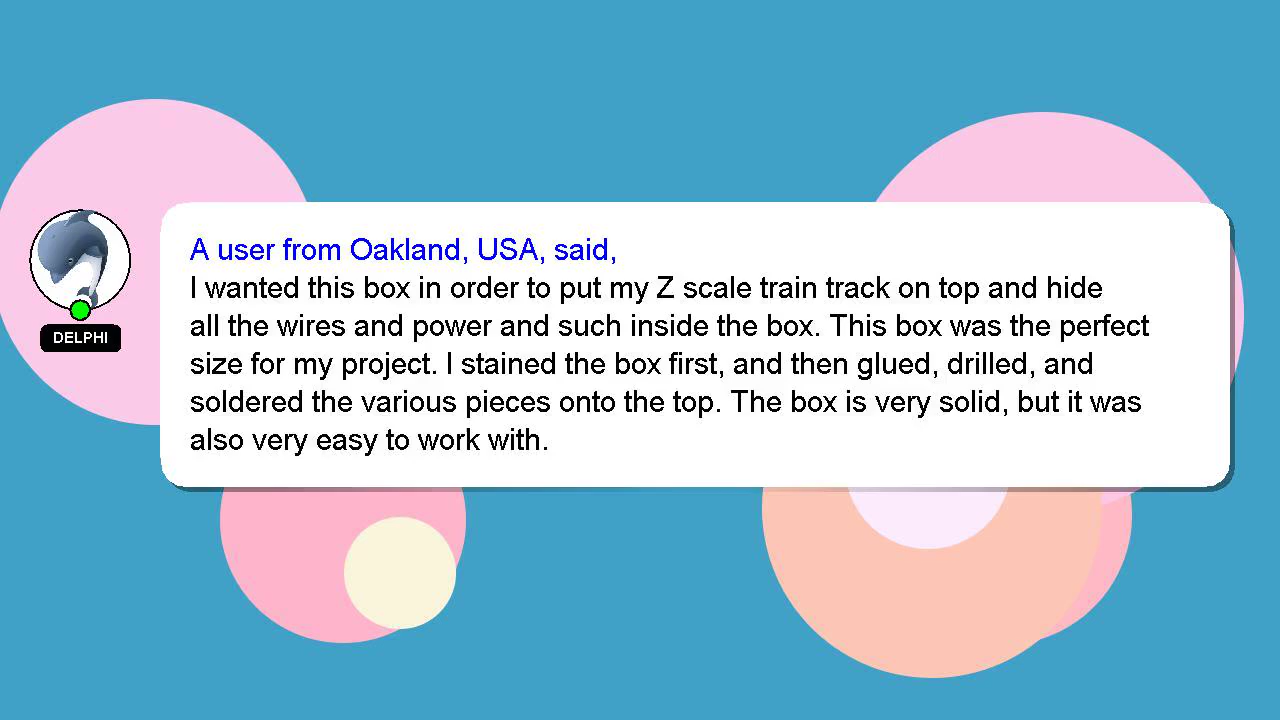 A user from Oakland, USA, said,
I wanted this box in order to put my Z scale train track on top and hide
all the wires and power and such inside the box. This box was the perfect
size for my project. I stained the box first, and then glued, drilled, and
soldered the various pieces onto the top. The box is very solid, but it was
also very easy to work with.
DELPHI